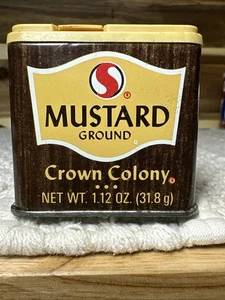 S
MUSTARD
GROUND
Crown Colony®
NET WT. 1.12 OZ. (31.8 g)